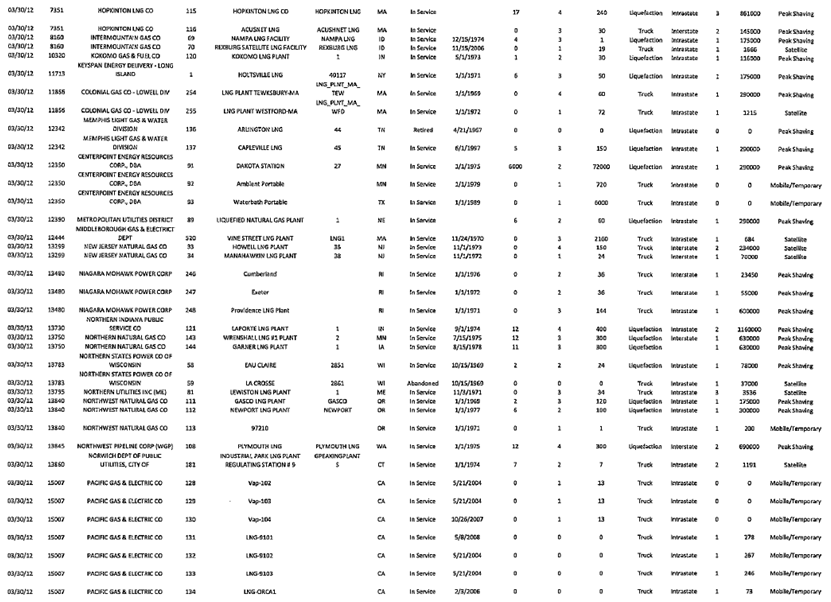 03/30/12 7351 HOPKINTON LNG CO 115 HOPKINTON LNG CO HOPKINTON LNG MA In Service 17 4 240 Liquefaction Intrastate 3 861000 Peak Shaving
03/30/12 7351 HOPKINTON LNG CO 116 ACUSNET LNG ACUSHNET LNG MA In Service 0 3 30 Truck Interstate 2 145000 Peak Shaving
03/30/12 8160 INTERMOUNTAIN GAS CO 69 NAMPA LNG FACILITY NAMPA LNG ID In Service 12/15/1974 4 3 1 Liquefaction Intrastate 1 175000 Peak Shaving
03/30/12 8160 INTERMOUNTAIN GAS CO 70 REXBURG SATELLITE LNG FACILITY REXBURG LNG ID In Service 11/15/2006 0 1 19 Truck Intrastate 1 1666 Satellite
03/30/12 10320 KOKOMO GAS & FUEL CO 120 KOKOMO LNG PLANT 1 IN In Service 5/1/1973 1 2 30 Liquefaction Intrastate 1 116000 Peak Shaving
KEYSPAN ENERGY DELIVERY - LONG
03/30/12 11713 ISLAND 1 HOLTSVILLE LNG 40117 NY In Service 1/1/1971 6 3 50 Liquefaction Intrastate 1 175000 Peak Shaving
LNG_PLNT_MA_
03/30/12 11856 COLONIAL GAS CO - LOWELL DIV 254 LNG PLANT TEWKSBURY-MA TEW MA In Service 1/1/1969 4 60 Truck Intrastate 1 290000 Peak Shaving
LNG_PLNT_MA_
03/30/12 11856 COLONIAL GAS CO - LOWELL DIV 255 LNG PLANT WESTFORD-MA WFD MA In Service 1/1/1972 1 72 Truck Intrastate 1 1215 Satellite
MEMPHIS LIGHT GAS & WATER
03/30/12 12342 DIVISION 136 ARLINGTON LNG 44 TN Retired 4/21/1967 0 0 0 Liquefaction Intrastate 0 0 Peak Shaving
MEMPHIS LIGHT GAS & WATER
03/30/12 12342 DIVISION 137 CAPLEVILLE LNG 45 TN In Service 6/1/1967 5 3 150 Liquefaction Intrastate 1 290000 Peak Shaving
CENTERPOINT ENERGY RESOURCES
03/30/12 12350 CORP., DBA 91 DAKOTA STATION 27 MN In Service 1/1/1975 6000 2 72000 Liquefaction Intrastate 1 290000 Peak Shaving
CENTERPOINT ENERGY RESOURCES
03/30/12 12350 CORP., DBA 92 Ambient Portable MN In Service 1/1/1979 0 1 720 Truck Intrastate 0 0 Mobile/Temporary
CENTERPOINT ENERGY RESOURCES
03/30/12 12350 CORP., DBA 93 Waterbath Portable TX In Service 1/1/1989 0 1 6000 Truck Intrastate 0 0 Mobile/Temporary
03/30/12 12390 METROPOLITAN UTILITIES DISTRICT 89 LIQUEFIED NATURAL GAS PLANT 1 NE In Service 6 2 60 Liquefaction Intrastate 1 290000 Peak Shaving
MIDDLEBOROUGH GAS & ELECTRIC
03/30/12 12444 DEPT 520 VINE STREET LNG PLANT LNG1 MA In Service 11/24/1970 0 3 2160 Truck Intrastate 1 684 Satellite
03/30/12 13299 NEW JERSEY NATURAL GAS CO 33 HOWELL LNG PLANT 35 NJ In Service 11/1/1973 0 4 150 Truck Interstate 2 234000 Satellite
03/30/12 13299 NEW JERSEY NATURAL GAS CO 34 MANAHAWKIN LNG PLANT 38 NJ In Service 11/1/1972 0 1 24 Truck Intrastate 1 70000 Satellite
03/30/12 13480 NIAGARA MOHAWK POWER CORP 246 Cumberland RI In Service 1/1/1976 0 2 36 Truck Intrastate 1 23450 Peak Shaving
03/30/12 13480 NIAGARA MOHAWK POWER CORP 247 Exeter RI In Service 1/1/1972 0 2 36 Truck Intrastate 1 55000 Peak Shaving
03/30/12 13480 NIAGARA MOHAWK POWER CORP 248 Providence LNG Plant RI In Service 1/1/1971 0 3 144 Truck Intrastate 1 600000 Peak Shaving
NORTHERN INDIANA PUBLIC
03/30/12 13730 SERVICE CO 121 LAPORTE LNG PLANT 1 IN In Service 9/1/1974 12 4 400 Liquefaction Intrastate 2 1160000 Peak Shaving
03/30/12 13750 NORTHERN NATURAL GAS CO 143 WRENSHALL LNG #1 PLANT 2 MN In Service 7/15/1975 12 3 300 Liquefaction Interstate 1 630000 Peak Shaving
03/30/12 13750 NORTHERN NATURAL GAS CO 144 GARNER LNG PLANT 1 IA In Service 8/15/1978 11 3 300 Liquefaction 1 630000 Peak Shaving
NORTHERN STATES POWER CO OF
03/30/12 13783 WISCONSIN 58 EAU CLAIRE 2851 WI In Service 10/15/1969 2 2 24 Liquefaction Intrastate 1 78000 Peak Shaving
NORTHERN STATES POWER CO OF
03/30/12 13783 WISCONSIN 59 LA CROSSE 2861 WI Abandoned 10/15/1969 0 0 0 Truck Intrastate 1 37000 Satellite
03/30/12 13795 NORTHERN UTILITIES INC (ME) 81 LEWISTON LNG PLANT 1 ME In Service 11/3/1971 0 3 34 Truck Intrastate 3 3536 Satellite
03/30/12 13840 NORTHWEST NATURAL GAS CO 111 GASCO LNG PLANT GASCO OR In Service 1/1/1968 2 3 120 Liquefaction Intrastate 1 175000 Peak Shaving
03/30/12 13840 NORTHWEST NATURAL GAS CO 112 NEWPORT LNG PLANT NEWPORT OR In Service 1/1/1977 6 2 100 Liquefaction Intrastate 1 300000 Peak Shaving
03/30/12 13840 NORTHWEST NATURAL GAS CO 113 97210 OR In Service 1/1/1971 0 1 1 Truck Intrastate 1 200 Mobile/Temporary
03/30/12 13845 NORTHWEST PIPELINE CORP (WGP) 108 PLYMOUTH LNG PLYMOUTH LNG WA In Service 1/1/1975 12 4 300 Liquefaction Interstate 2 690000 Peak Shaving
NORWICH DEPT OF PUBLIC INDUSTRIAL PARK LNG PLANT GPEAKINGPLANT
03/30/12 13860 UTILITIES, CITY OF 181 REGULATING STATION # 9 S CT In Service 1/1/1974 7 2 7 Truck Intrastate 2 1191 Satellite
03/30/12 15007 PACIFIC GAS & ELECTRIC CO 128 Vap-102 CA In Service 5/21/2004 0 1 13 Truck Intrastate 0 0 Mobile/Temporary
03/30/12 15007 PACIFIC GAS & ELECTRIC CO 129 Vap-103 CA In Service 5/21/2004 0 1 13 Truck Intrastate 0 0 Mobile/Temporary
03/30/12 15007 PACIFIC GAS & ELECTRIC CO 130 Vap-104 CA In Service 10/26/2007 0 1 13 Truck Intrastate 0 0 Mobile/Temporary
03/30/12 15007 PACIFIC GAS & ELECTRIC CO 131 LNG-9101 CA In Service 5/8/2008 0 0 0 Truck Intrastate 1 278 Mobile/Temporary
03/30/12 15007 PACIFIC GAS & ELECTRIC CO 132 LNG-9102 CA In Service 5/21/2004 0 0 0 Truck Intrastate 1 267 Mobile/Temporary
03/30/12 15007 PACIFIC GAS & ELECTRIC CO 133 LNG-9103 CA In Service 5/21/2004 0 0 0 Truck Intrastate 1 246 Mobile/Temporary
03/30/12 15007 PACIFIC GAS & ELECTRIC CO 134 LNG-ORCA1 CA In Service 2/3/2006 0 0 0 Truck Intrastate 1 73 Mobile/Temporary